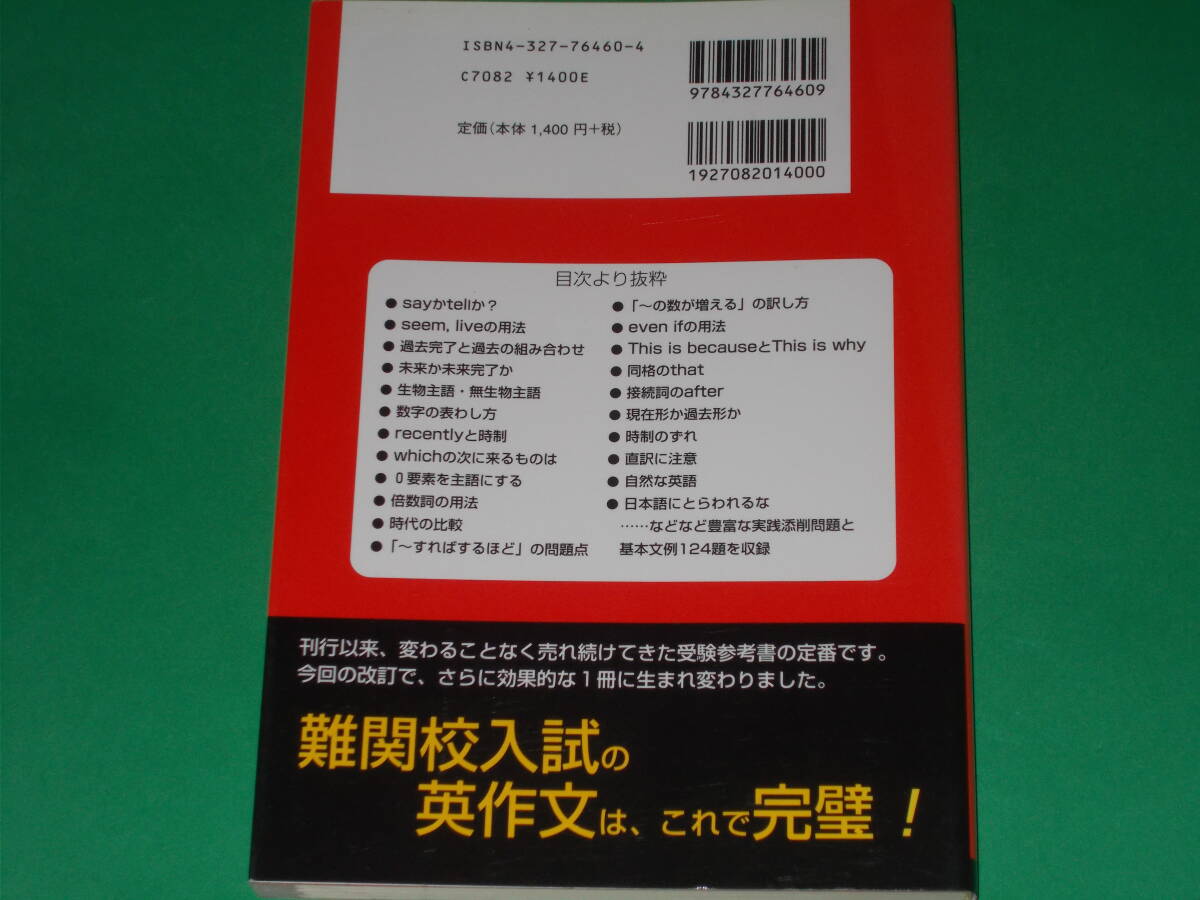 ISBN4-327-76460-4
C7082 ¥1400E
定価(本体 1,400 円+税)
9784327764609
1927082014000
目次より抜粋
● sayかtellか？
● seem, liveの用法
● 過去完了と過去の組み合わせ
● 未来か未来完了か
● 生物主語・無生物主語
● 数字の表わし方
● recentlyと時制
● whichの次に来るものは
● 0要素を主語にする
● 倍数詞の用法
● 時代の比較
● 「〜すればするほど」の問題点
● 「〜の数が増える」の訳し方
● even ifの用法
● This is becauseとThis is why
● 同格のthat
● 接続詞のafter
● 現在形か過去形か
● 時制のずれ
● 直訳に注意
● 自然な英語
● 日本語にとらわれるな
……などなど豊富な実践添削問題と
基本文例124題を収録
刊行以来、変わることなく売れ続けてきた受験参考書の定番です。
今回の改訂で、さらに効果的な1冊に生まれ変わりました。
難関校入試の
英作文は、これで完璧！